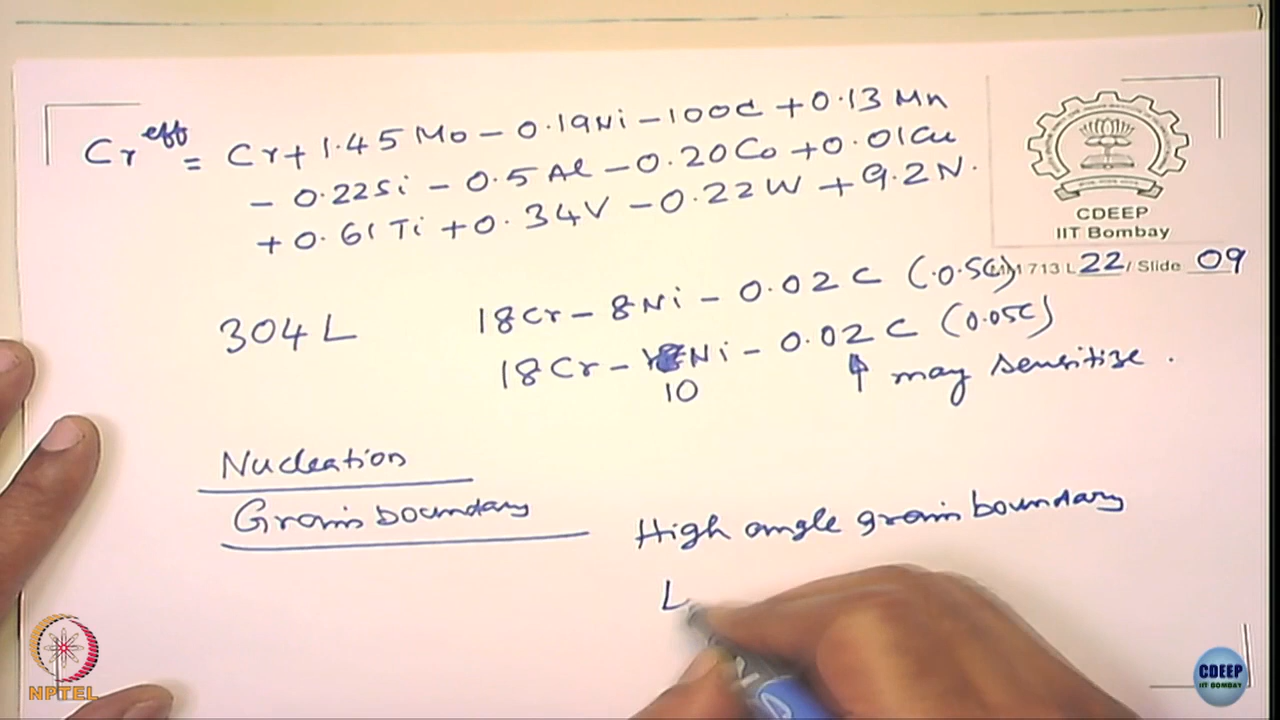 Cr^eff = Cr + 1.45 Mo - 0.19Ni - 100C + 0.13 Mn
- 0.22Si - 0.5 Al - 0.20Co + 0.01Cu
+ 0.61 Ti + 0.34V - 0.22W + 9.2N.
CDEEP
IIT Bombay
713 L 22 / Slide 09
304 L
18Cr - 8Ni - 0.02 C (0.5C)
18Cr - Ni - 0.02 C (0.05C)
10
↑ may sensitize.
Nucleation
Grain boundary
High angle grain boundary
L
NPTEL
CDEEP
IIT BOMBAY